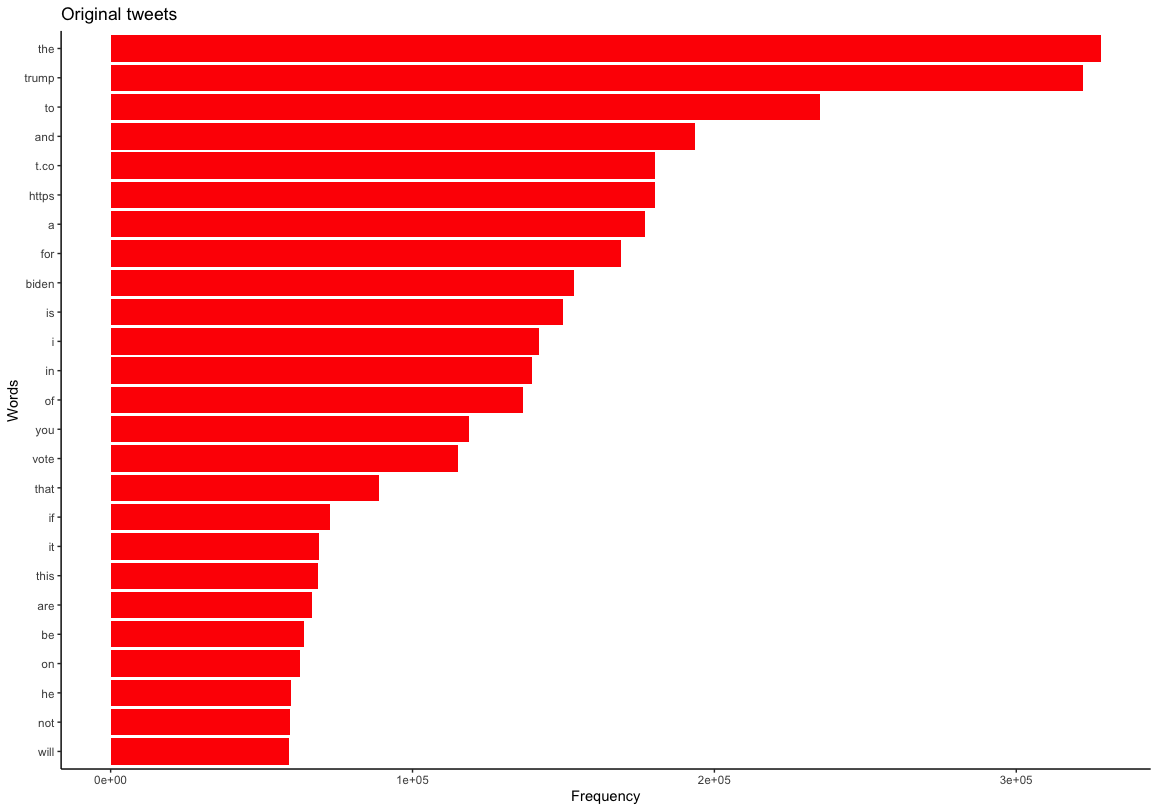 Original tweets
the
trump
to
and
t.co
https
a
for
biden
is
i
in
of
you
vote
that
if
it
this
are
be
on
he
not
will
Words
0e+00 1e+05 2e+05 3e+05
Frequency